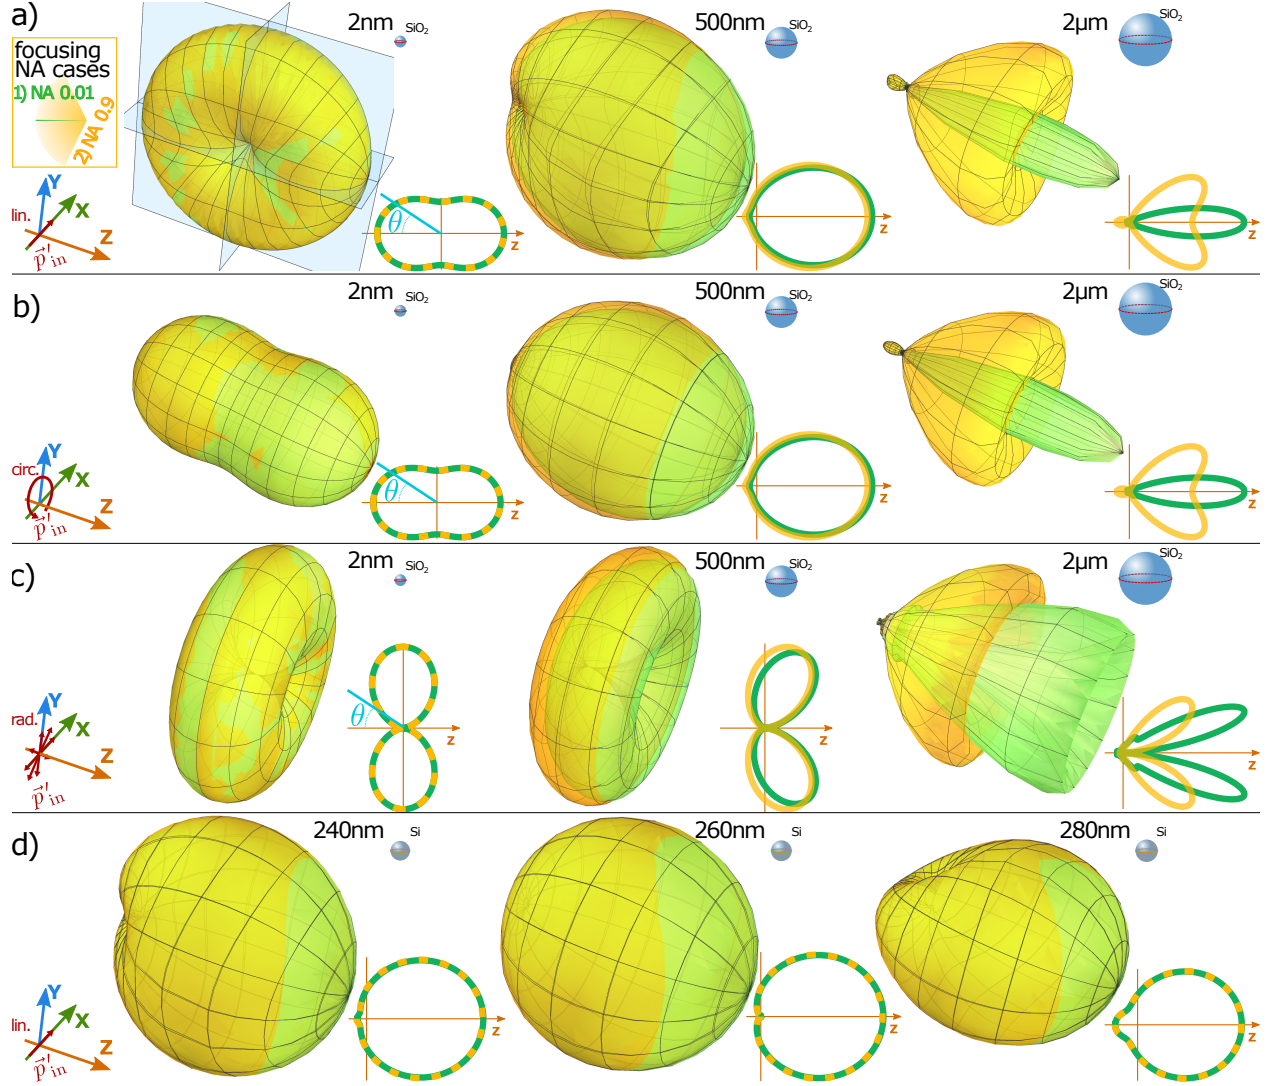 a)
2nm
SiO₂
500nm
SiO₂
2µm
SiO₂
focusing
NA cases
1) NA 0.01
2) NA 0.9
Y
X
lin.
Z
p⃗′in
θ
z
z
z
b)
2nm
SiO₂
500nm
SiO₂
2µm
SiO₂
Y
circ.
X
Z
p⃗′in
θ
z
z
z
c)
2nm
SiO₂
500nm
SiO₂
2µm
SiO₂
Y
rad.
X
Z
p⃗′in
θ
z
z
z
d)
240nm
Si
260nm
Si
280nm
Si
Y
lin.
X
Z
p⃗′in
z
z
z